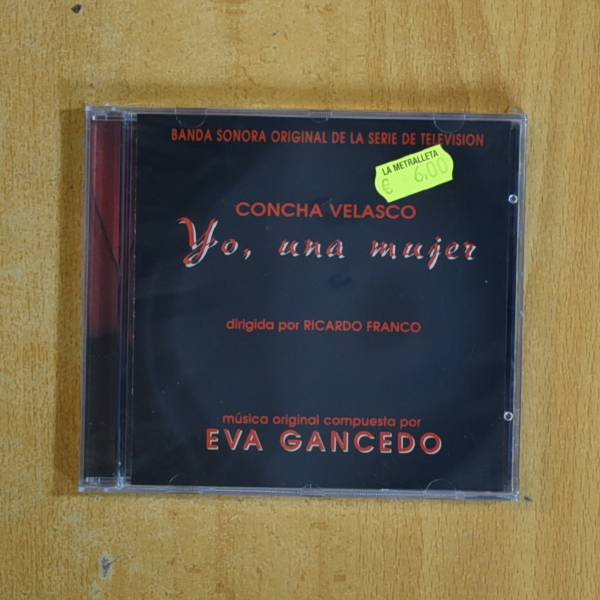 BANDA SONORA ORIGINAL DE LA SERIE DE TELEVISION
LA METRALLETA
€ 6,00
CONCHA VELASCO
Yo, una mujer
dirigida por RICARDO FRANCO
música original compuesta por
EVA GANCEDO